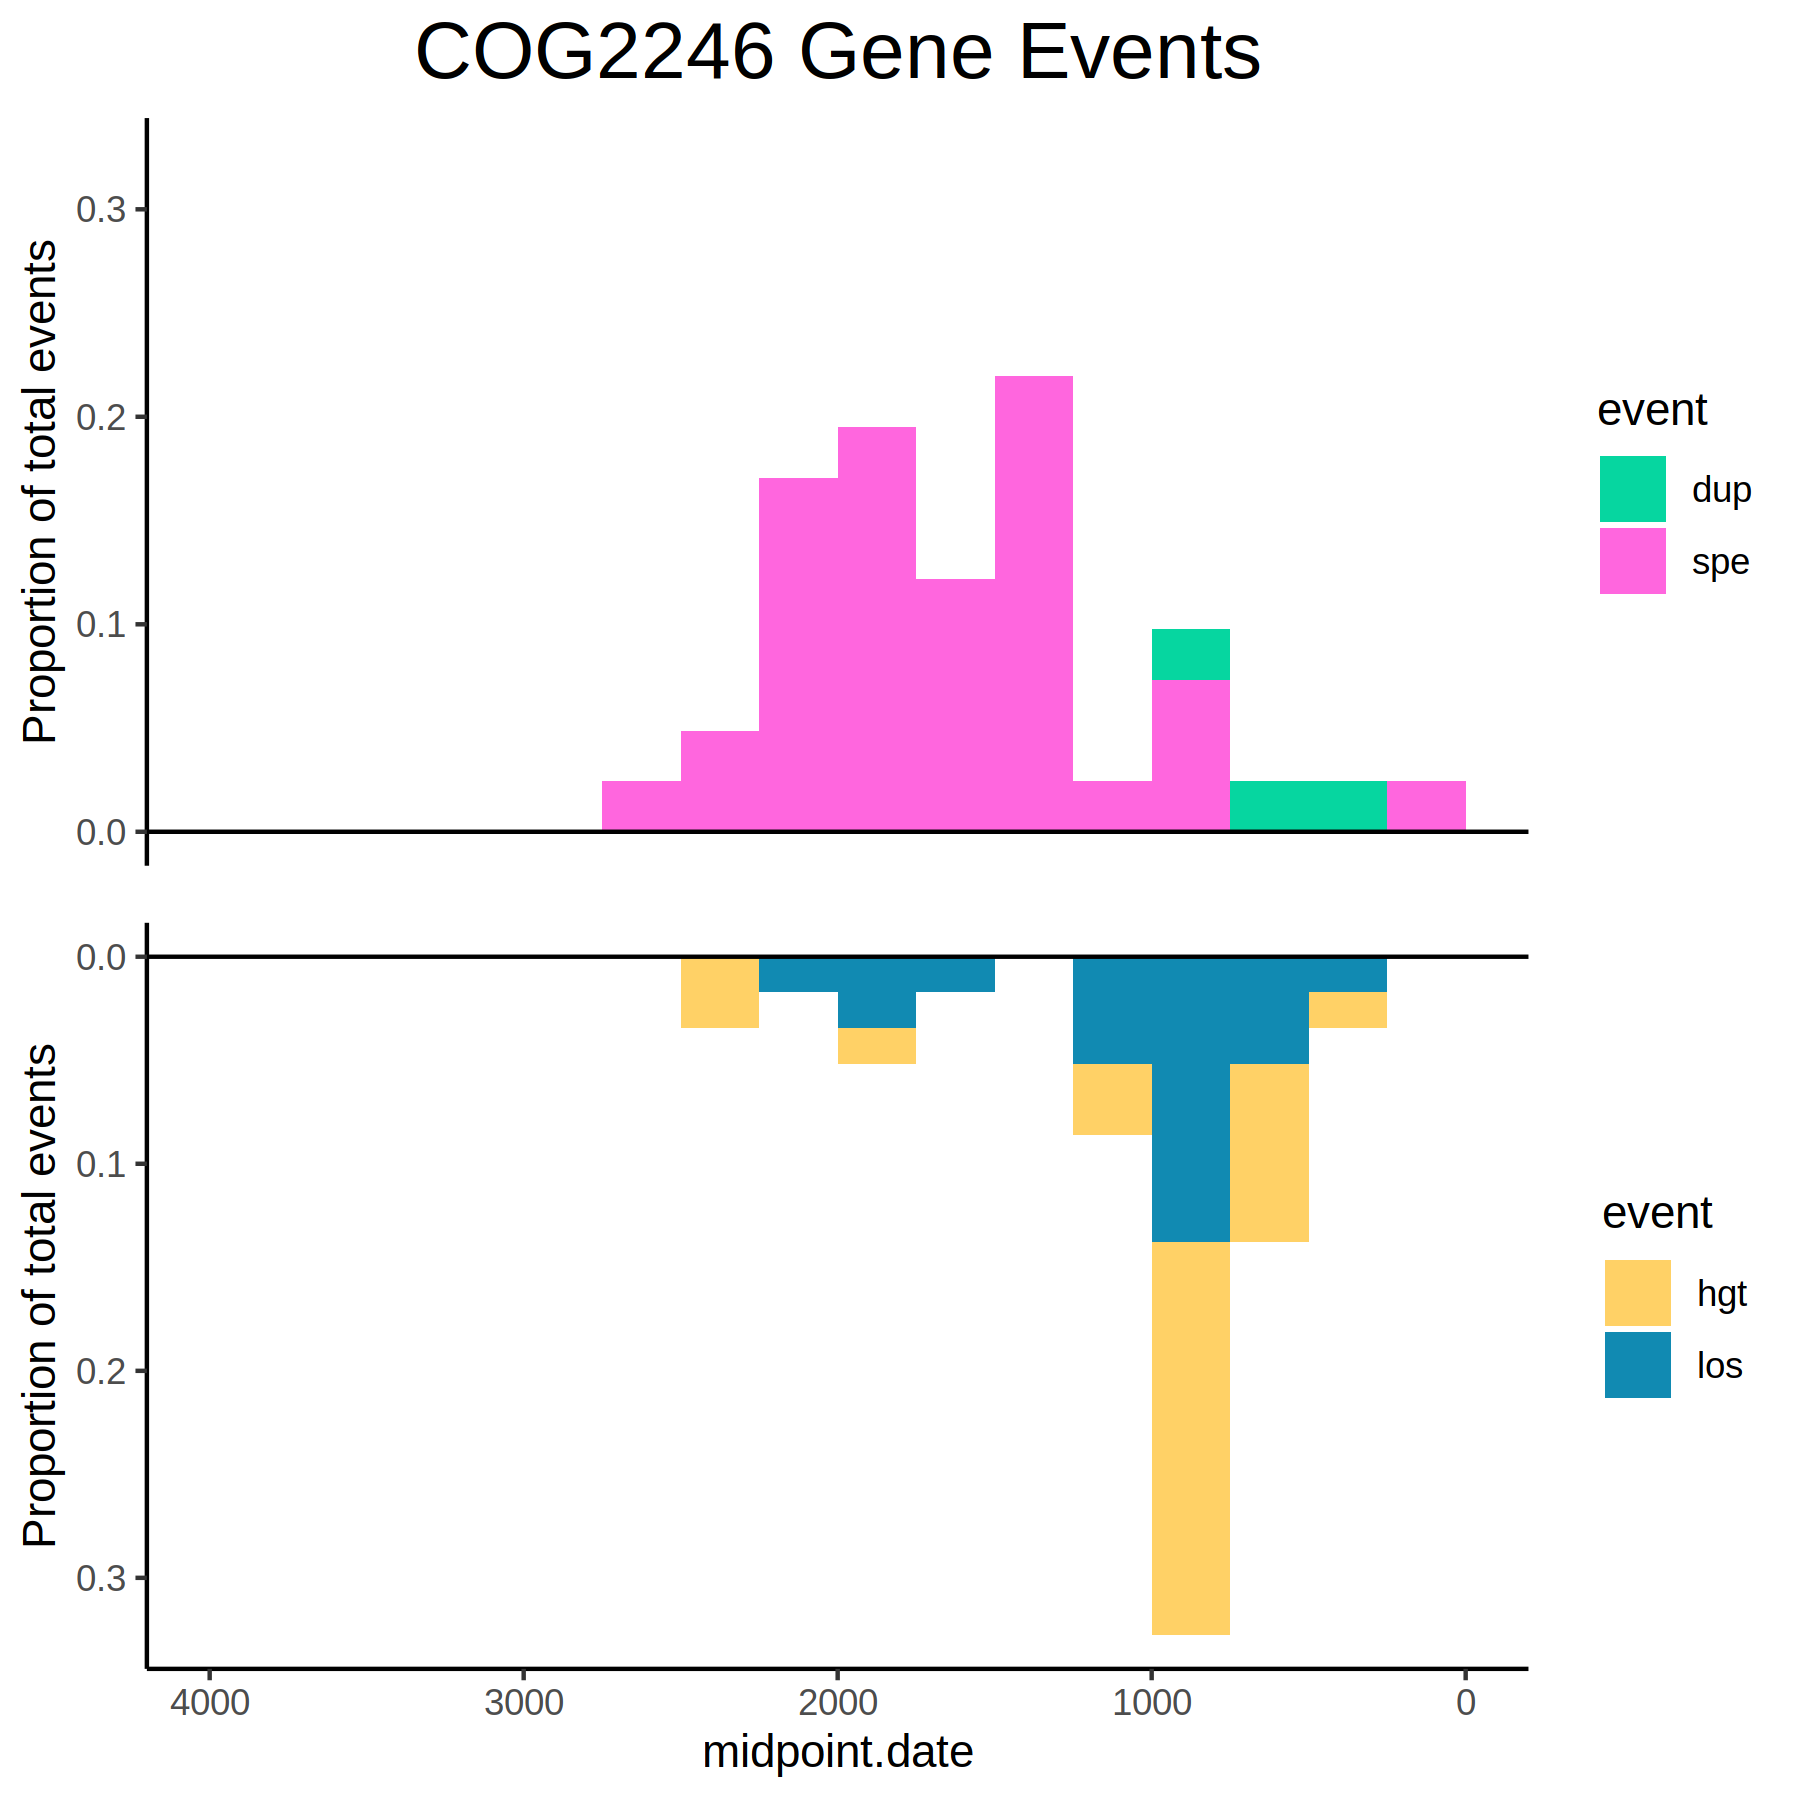 COG2246 Gene Events
Proportion of total events
0.3
0.2
0.1
0.0
event
dup
spe
Proportion of total events
0.0
0.1
0.2
0.3
event
hgt
los
4000 3000 2000 1000 0
midpoint.date